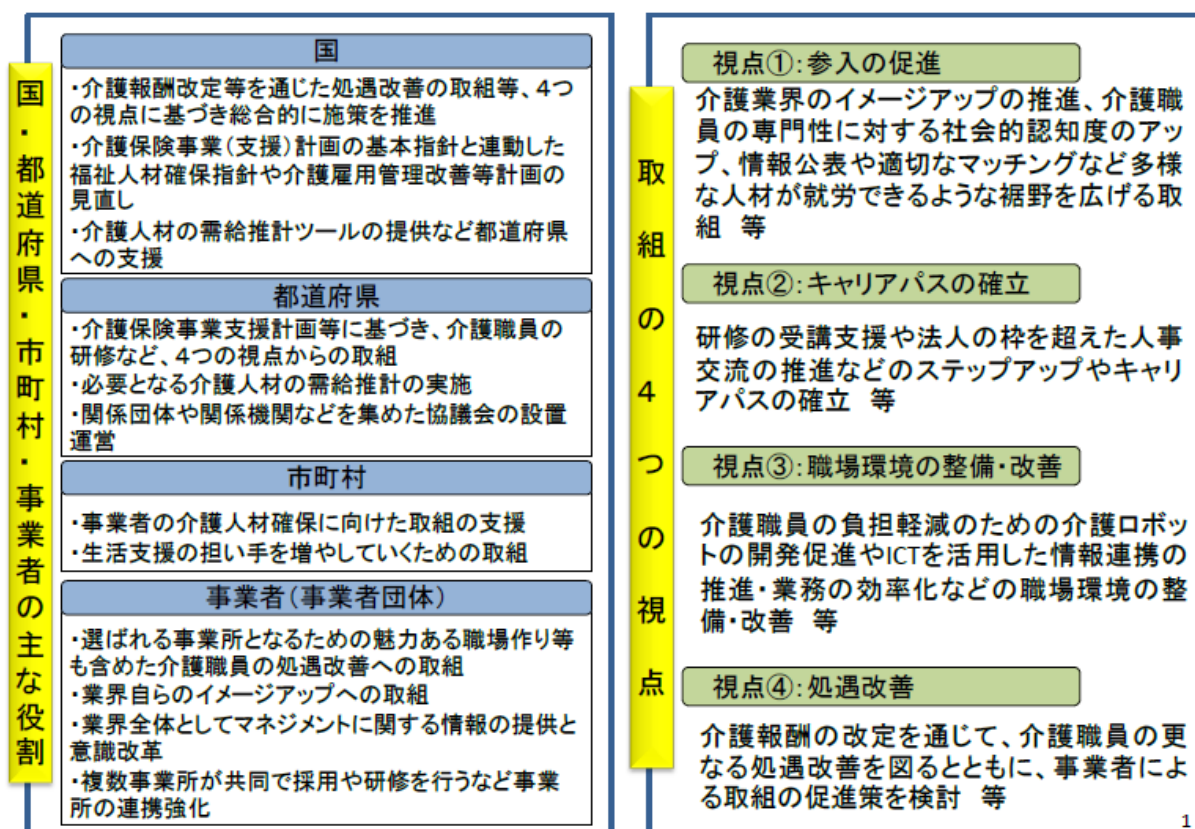 国・都道府県・市町村・事業者の主な役割
国
・介護報酬改定等を通じた処遇改善の取組等、4つ
の視点に基づき総合的に施策を推進
・介護保険事業(支援)計画の基本指針と連動した
福祉人材確保指針や介護雇用管理改善等計画の
見直し
・介護人材の需給推計ツールの提供など都道府県
への支援
都道府県
・介護保険事業支援計画等に基づき、介護職員の
研修など、4つの視点からの取組
・必要となる介護人材の需給推計の実施
・関係団体や関係機関などを集めた協議会の設置
運営
市町村
・事業者の介護人材確保に向けた取組の支援
・生活支援の担い手を増やしていくための取組
事業者(事業者団体)
・選ばれる事業所となるための魅力ある職場作り等
も含めた介護職員の処遇改善への取組
・業界自らのイメージアップへの取組
・業界全体としてマネジメントに関する情報の提供と
意識改革
・複数事業所が共同で採用や研修を行うなど事業
所の連携強化
取組の4つの視点
視点①:参入の促進
介護業界のイメージアップの推進、介護職
員の専門性に対する社会的認知度のアッ
プ、情報公表や適切なマッチングなど多様
な人材が就労できるような裾野を広げる取
組 等
視点②:キャリアパスの確立
研修の受講支援や法人の枠を超えた人事
交流の推進などのステップアップやキャリ
アパスの確立 等
視点③:職場環境の整備・改善
介護職員の負担軽減のための介護ロボッ
トの開発促進やICTを活用した情報連携の
推進・業務の効率化などの職場環境の整
備・改善 等
視点④:処遇改善
介護報酬の改定を通じて、介護職員の更
なる処遇改善を図るとともに、事業者によ
る取組の促進策を検討 等
1